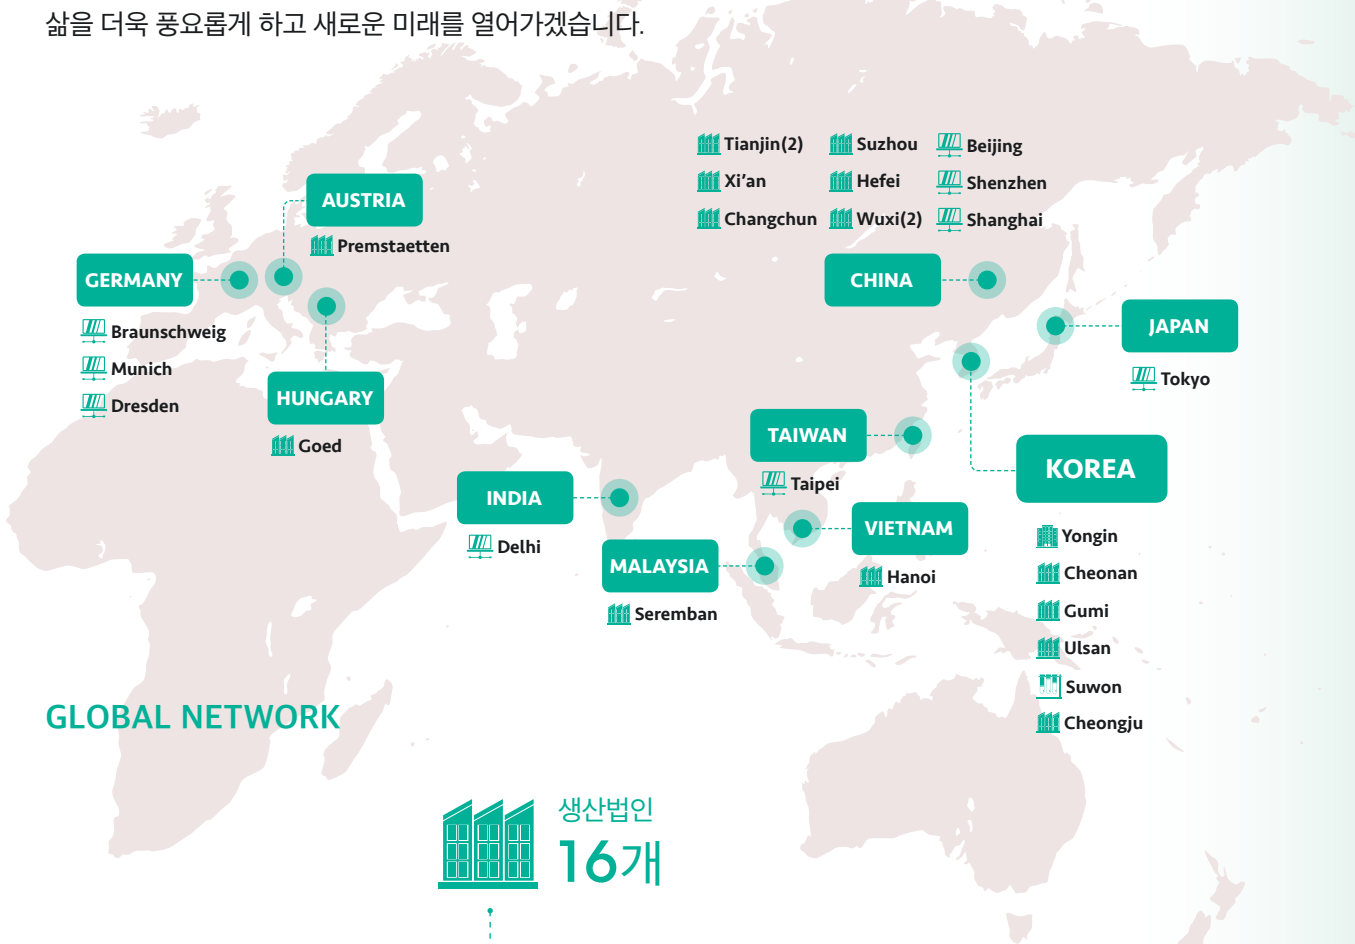 삶을 더욱 풍요롭게 하고 새로운 미래를 열어가겠습니다.
Tianjin(2) Suzhou Beijing
Xi’an Hefei Shenzhen
Changchun Wuxi(2) Shanghai
AUSTRIA
Premstaetten
GERMANY
Braunschweig
Munich
Dresden
HUNGARY
Goed
CHINA
JAPAN
Tokyo
TAIWAN
Taipei
KOREA
Yongin
Cheonan
Gumi
Ulsan
Suwon
Cheongju
INDIA
Delhi
VIETNAM
Hanoi
MALAYSIA
Seremban
GLOBAL NETWORK
생산법인
16개